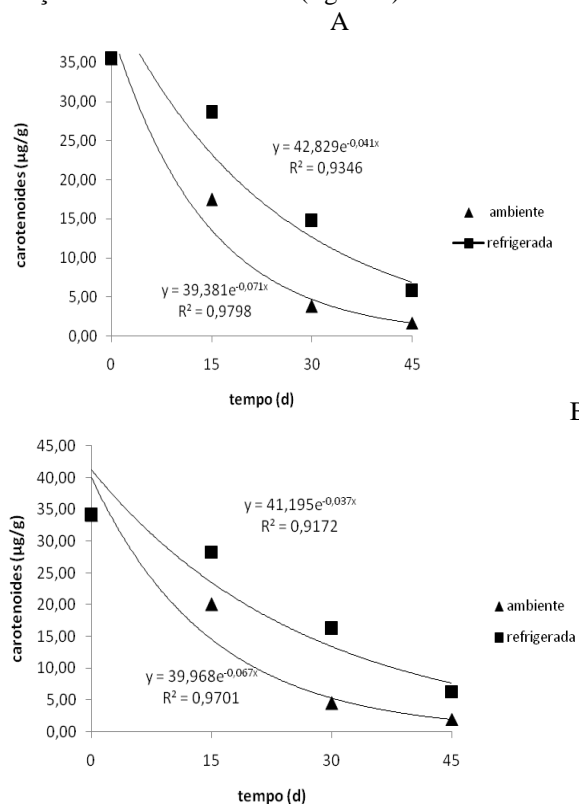 A
35,00
30,00
25,00
20,00
15,00
10,00
5,00
0,00
carotenoides (µg/g)
y = 42,829e-0,041x
R² = 0,9346
y = 39,381e-0,071x
R² = 0,9798
ambiente
refrigerada
0 15 30 45
tempo (d)
45,00
40,00
35,00
30,00
25,00
20,00
15,00
10,00
5,00
0,00
carotenoides (µg/g)
y = 41,195e-0,037x
R² = 0,9172
y = 39,968e-0,067x
R² = 0,9701
ambiente
refrigerada
0 15 30 45
tempo (d)